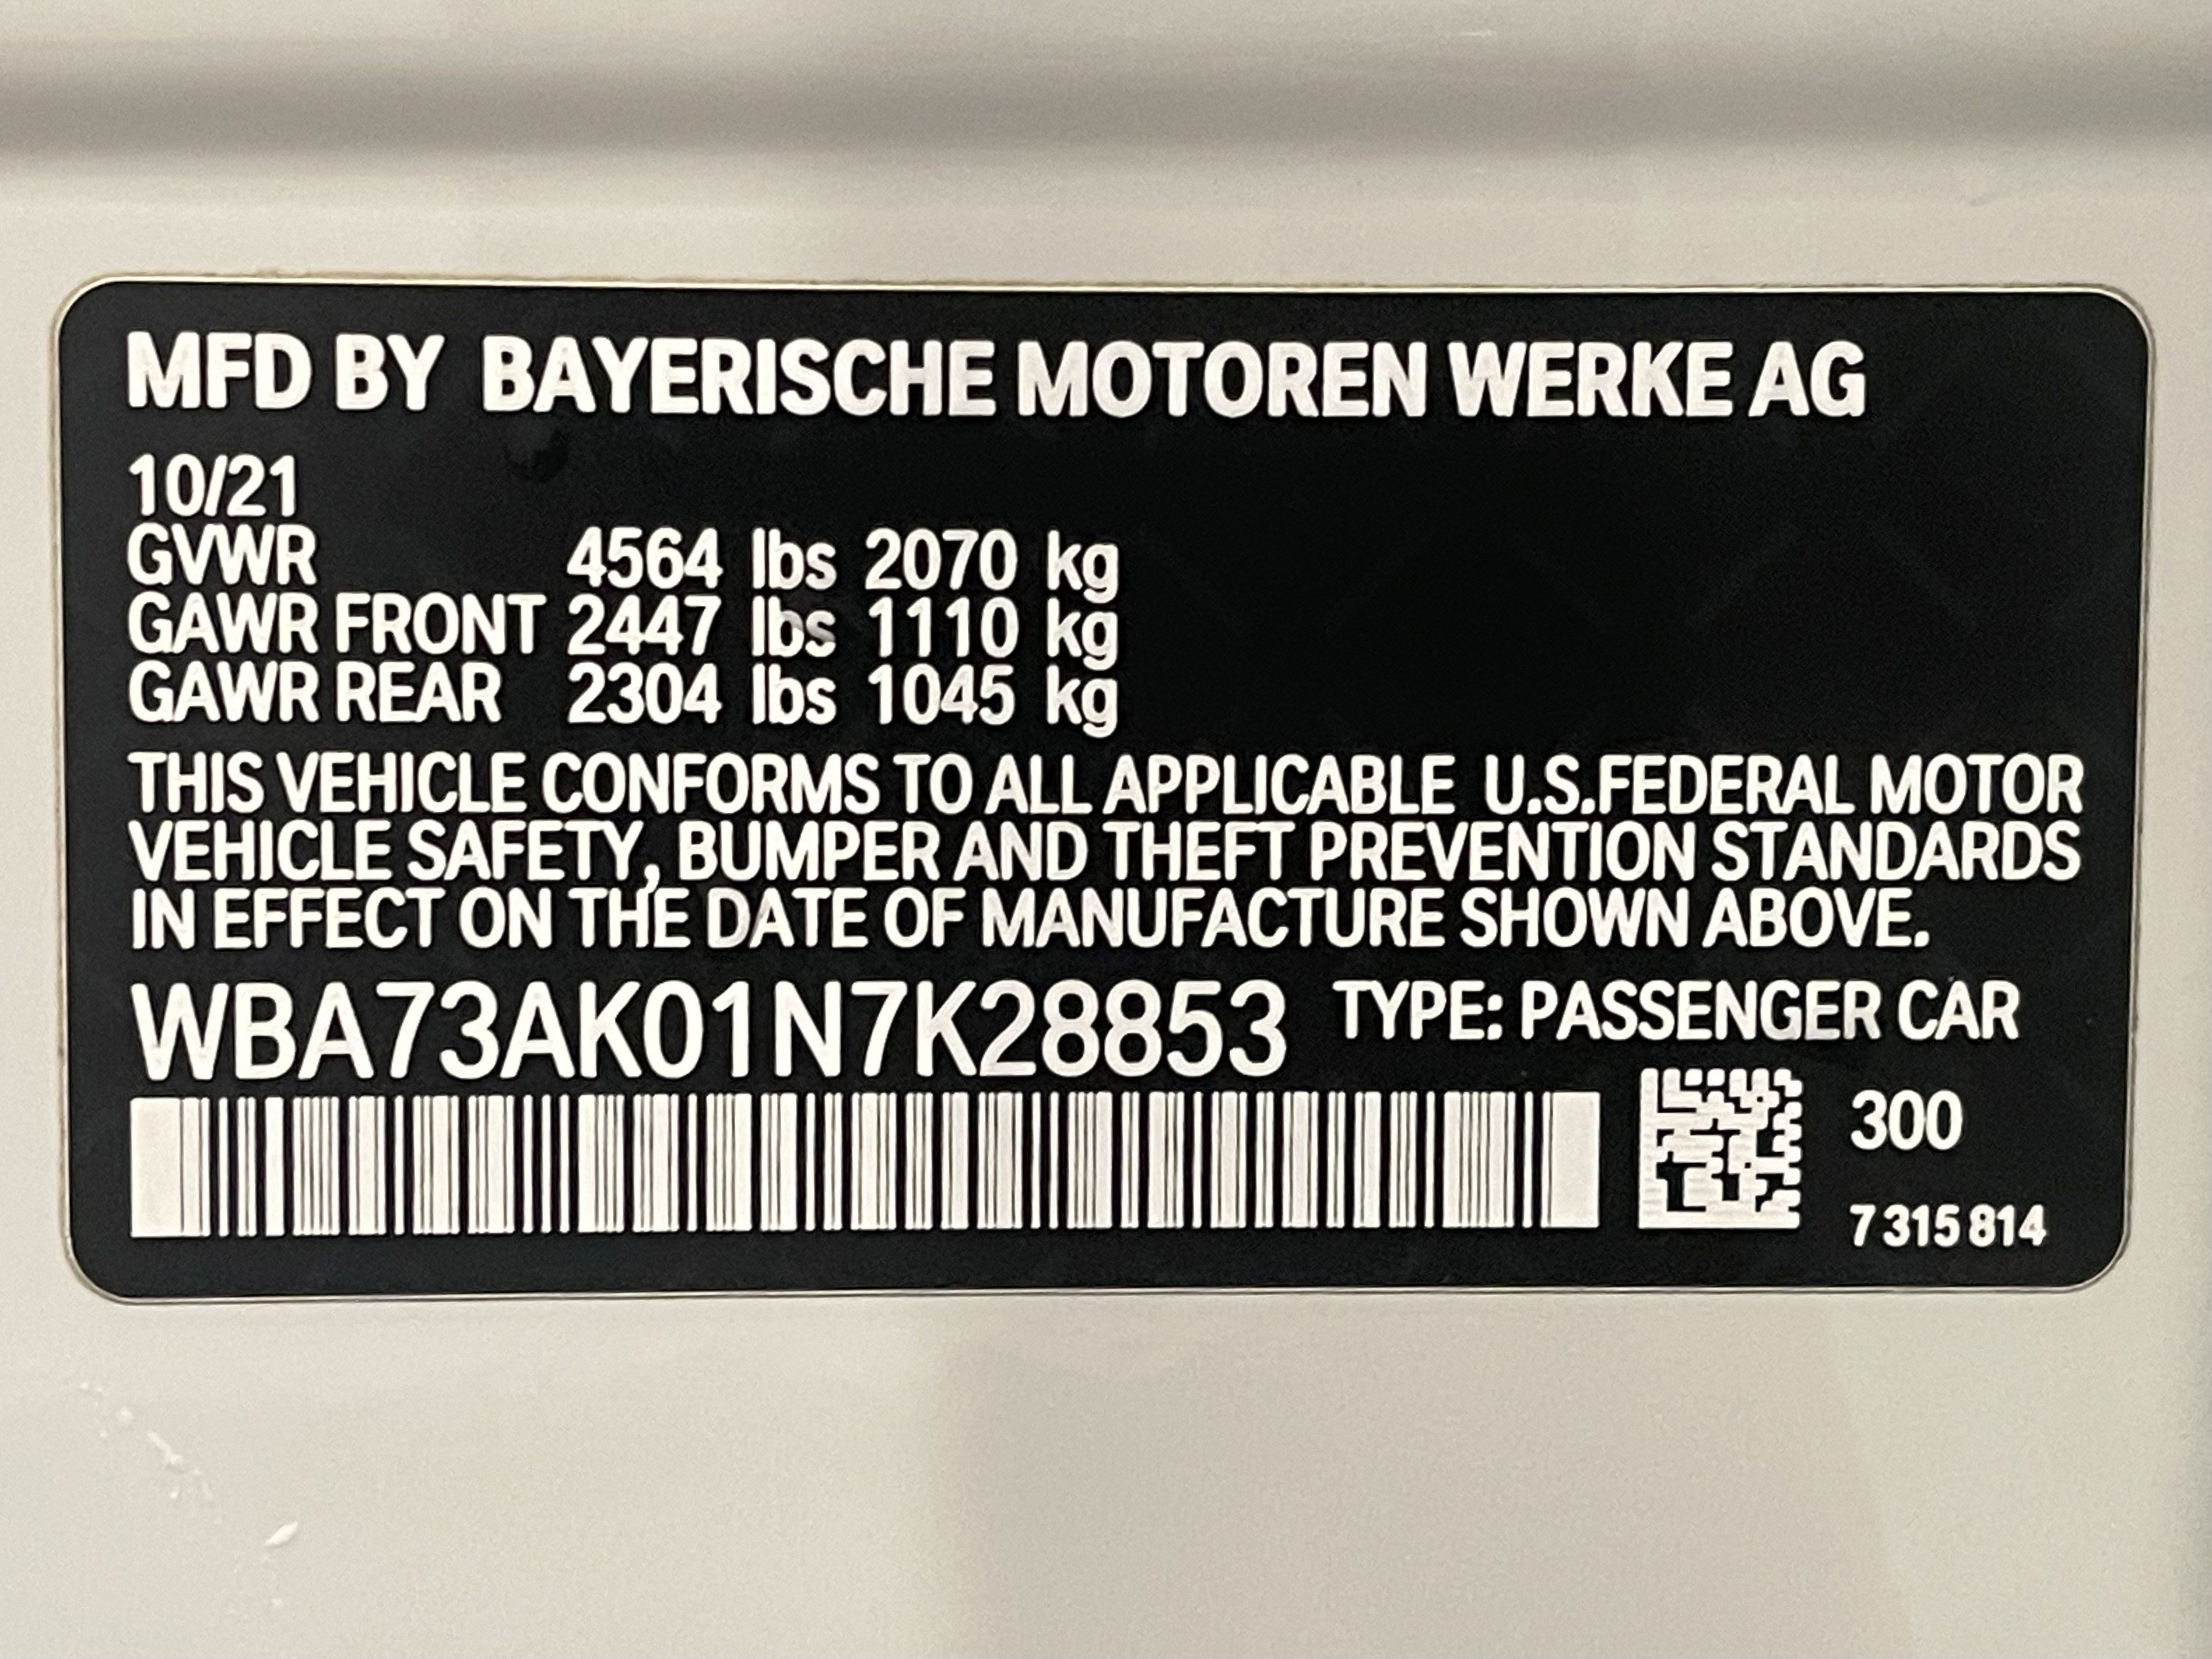 MFD BY BAYERISCHE MOTOREN WERKE AG
10/21
GVWR 4564 lbs 2070 kg
GAWR FRONT 2447 lbs 1110 kg
GAWR REAR 2304 lbs 1045 kg
THIS VEHICLE CONFORMS TO ALL APPLICABLE U.S.FEDERAL MOTOR
VEHICLE SAFETY, BUMPER AND THEFT PREVENTION STANDARDS
IN EFFECT ON THE DATE OF MANUFACTURE SHOWN ABOVE.
WBA73AK01N7K28853 TYPE: PASSENGER CAR
300
7 315 814